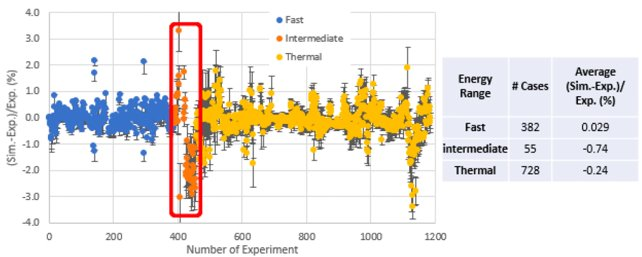 4.0
3.0
2.0
1.0
0.0
-1.0
-2.0
-3.0
-4.0
(Sim.-Exp.)/Exp. (%)
Fast
Intermediate
Thermal
0 200 400 600 800 1000 1200
Number of Experiment
Energy Range # Cases Average (Sim.-Exp.)/ Exp. (%)
Fast 382 0.029
intermediate 55 -0.74
Thermal 728 -0.24